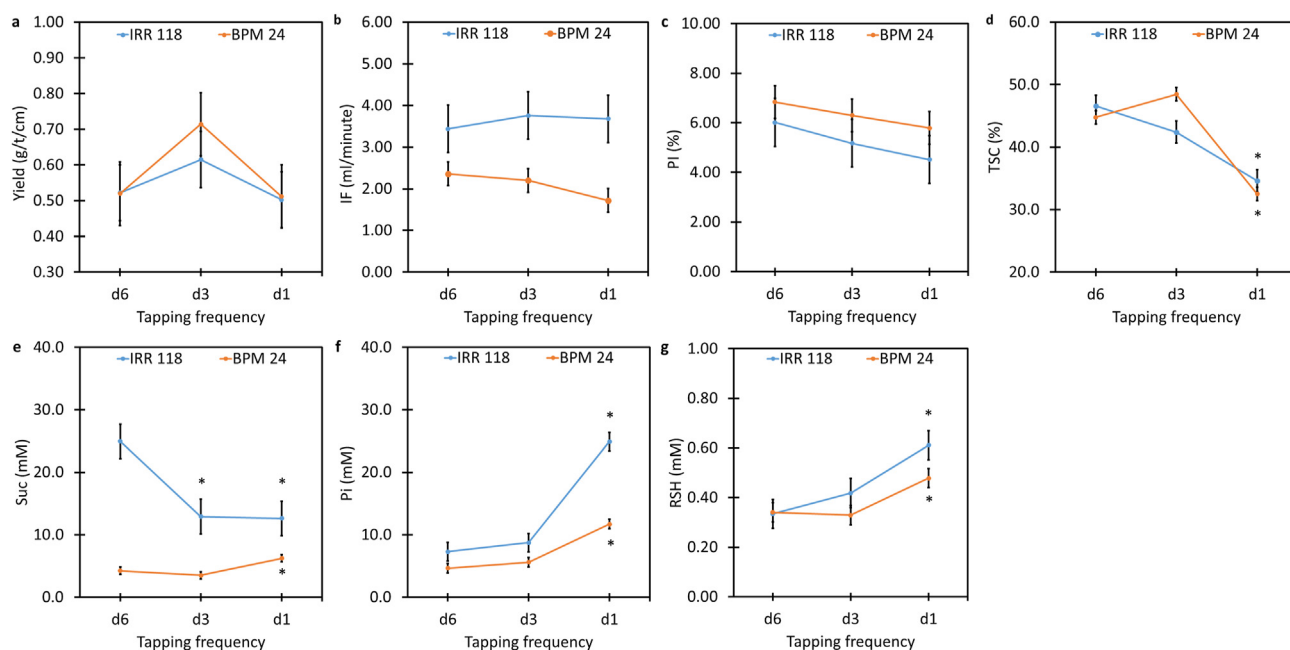 a
IRR 118 BPM 24
Yield (g/t/cm)
1.00
0.90
0.80
0.70
0.60
0.50
0.40
0.30
d6 d3 d1
Tapping frequency
b
IRR 118 BPM 24
IF (ml/minute)
6.00
5.00
4.00
3.00
2.00
1.00
0.00
d6 d3 d1
Tapping frequency
c
IRR 118 BPM 24
PI (%)
10.00
8.00
6.00
4.00
2.00
0.00
d6 d3 d1
Tapping frequency
d
IRR 118 BPM 24
TSC (%)
60.0
50.0
40.0
30.0
20.0
*
*
d6 d3 d1
Tapping frequency
e
IRR 118 BPM 24
Suc (mM)
40.0
30.0
20.0
10.0
0.0
* *
*
d6 d3 d1
Tapping frequency
f
IRR 118 BPM 24
Pi (mM)
40.0
30.0
20.0
10.0
0.0
*
*
d6 d3 d1
Tapping frequency
g
IRR 118 BPM 24
RSH (mM)
1.00
0.80
0.60
0.40
0.20
0.00
*
*
d6 d3 d1
Tapping frequency